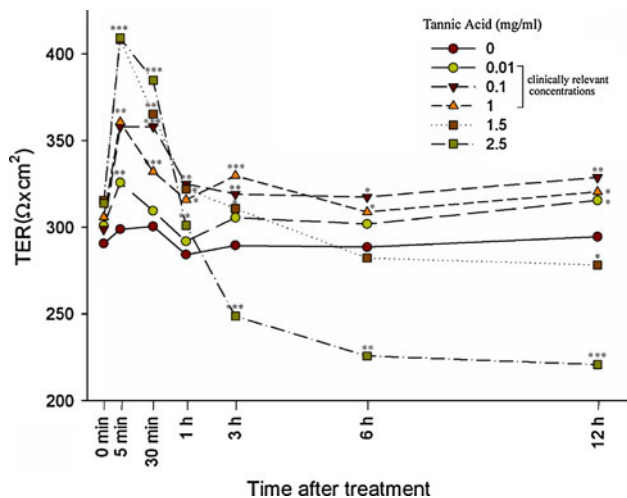 Tannic Acid (mg/ml)
0
0.01
0.1
1
1.5
2.5
clinically relevant
concentrations
TER(Ωxcm²)
400
350
300
250
200
***
***
**
***
**
***
***
**
**
***
**
*
*
**
*
*
*
***
**
***
0 min
5 min
30 min
1 h
3 h
6 h
12 h
Time after treatment